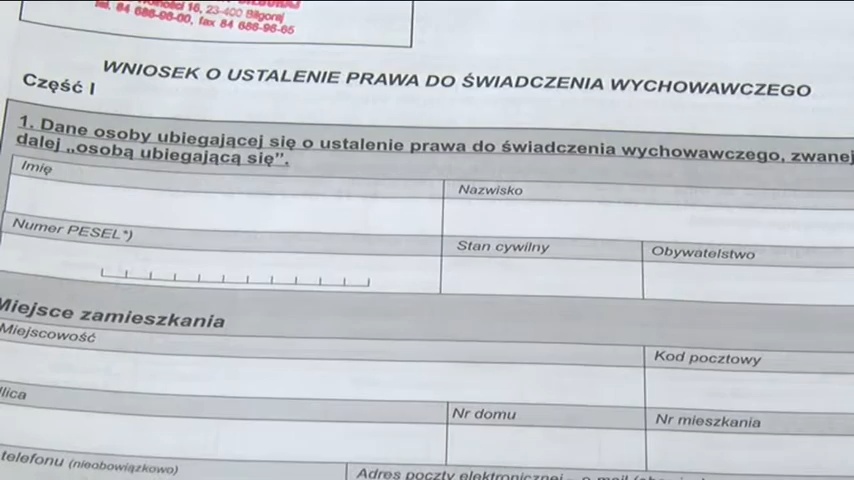 16, 23-400 Biłgoraj
tel. 84 686-96-00, fax 84 686-96-65
WNIOSEK O USTALENIE PRAWA DO ŚWIADCZENIA WYCHOWAWCZEGO
Część I
1. Dane osoby ubiegającej się o ustalenie prawa do świadczenia wychowawczego, zwanej
dalej „osobą ubiegającą się”.
Imię
Nazwisko
Numer PESEL*)
Stan cywilny
Obywatelstwo
Miejsce zamieszkania
Miejscowość
Kod pocztowy
Ulica
Nr domu
Nr mieszkania
telefonu (nieobowiązkowo)
Adres poczty elektronicznej - e-mail